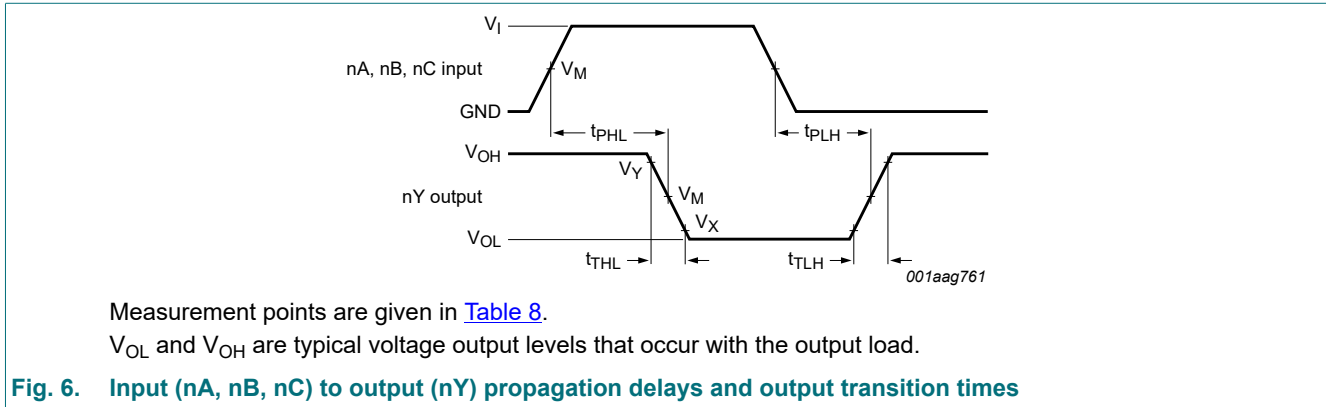 V_I
nA, nB, nC input
V_M
GND
t_PHL
t_PLH
V_OH
V_Y
nY output
V_M
V_X
V_OL
t_THL
t_TLH
001aag761
Measurement points are given in Table 8.
V_OL and V_OH are typical voltage output levels that occur with the output load.
Fig. 6. Input (nA, nB, nC) to output (nY) propagation delays and output transition times